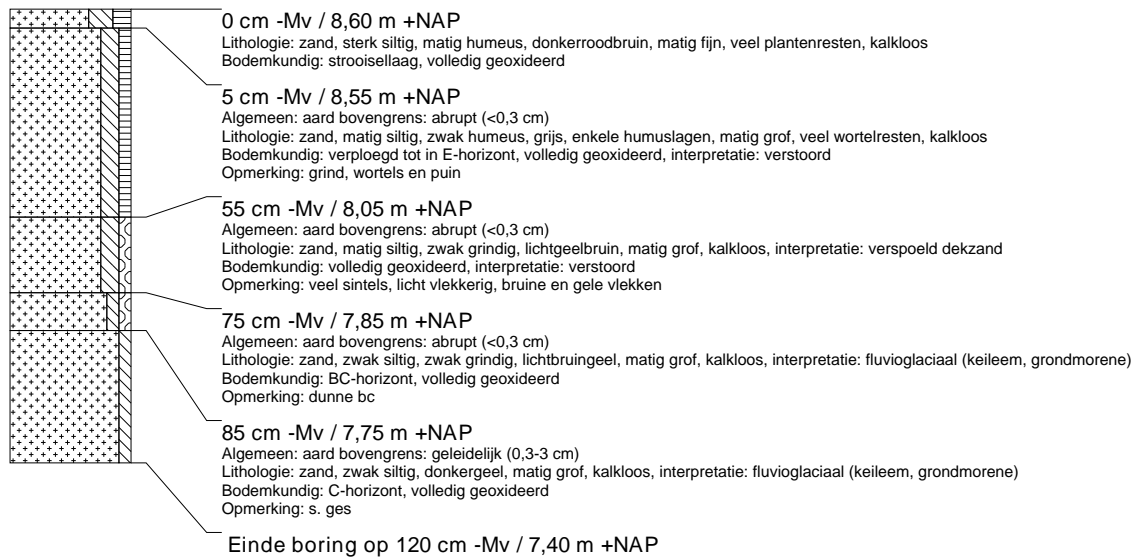 0 cm -Mv / 8,60 m +NAP
Lithologie: zand, sterk siltig, matig humeus, donkerroodbruin, matig fijn, veel plantenresten, kalkloos
Bodemkundig: strooisellaag, volledig geoxideerd
5 cm -Mv / 8,55 m +NAP
Algemeen: aard bovengrens: abrupt (<0,3 cm)
Lithologie: zand, matig siltig, zwak humeus, grijs, enkele humuslagen, matig grof, veel wortelresten, kalkloos
Bodemkundig: verploegd tot in E-horizont, volledig geoxideerd, interpretatie: verstoord
Opmerking: grind, wortels en puin
55 cm -Mv / 8,05 m +NAP
Algemeen: aard bovengrens: abrupt (<0,3 cm)
Lithologie: zand, matig siltig, zwak grindig, lichtgeelbruin, matig grof, kalkloos, interpretatie: verspoeld dekzand
Bodemkundig: volledig geoxideerd, interpretatie: verstoord
Opmerking: veel sintels, licht vlekkerig, bruine en gele vlekken
75 cm -Mv / 7,85 m +NAP
Algemeen: aard bovengrens: abrupt (<0,3 cm)
Lithologie: zand, zwak siltig, zwak grindig, lichtbruingeel, matig grof, kalkloos, interpretatie: fluvioglaciaal (keileem, grondmorene)
Bodemkundig: BC-horizont, volledig geoxideerd
Opmerking: dunne bc
85 cm -Mv / 7,75 m +NAP
Algemeen: aard bovengrens: geleidelijk (0,3-3 cm)
Lithologie: zand, zwak siltig, donkergeel, matig grof, kalkloos, interpretatie: fluvioglaciaal (keileem, grondmorene)
Bodemkundig: C-horizont, volledig geoxideerd
Opmerking: s. ges
Einde boring op 120 cm -Mv / 7,40 m +NAP